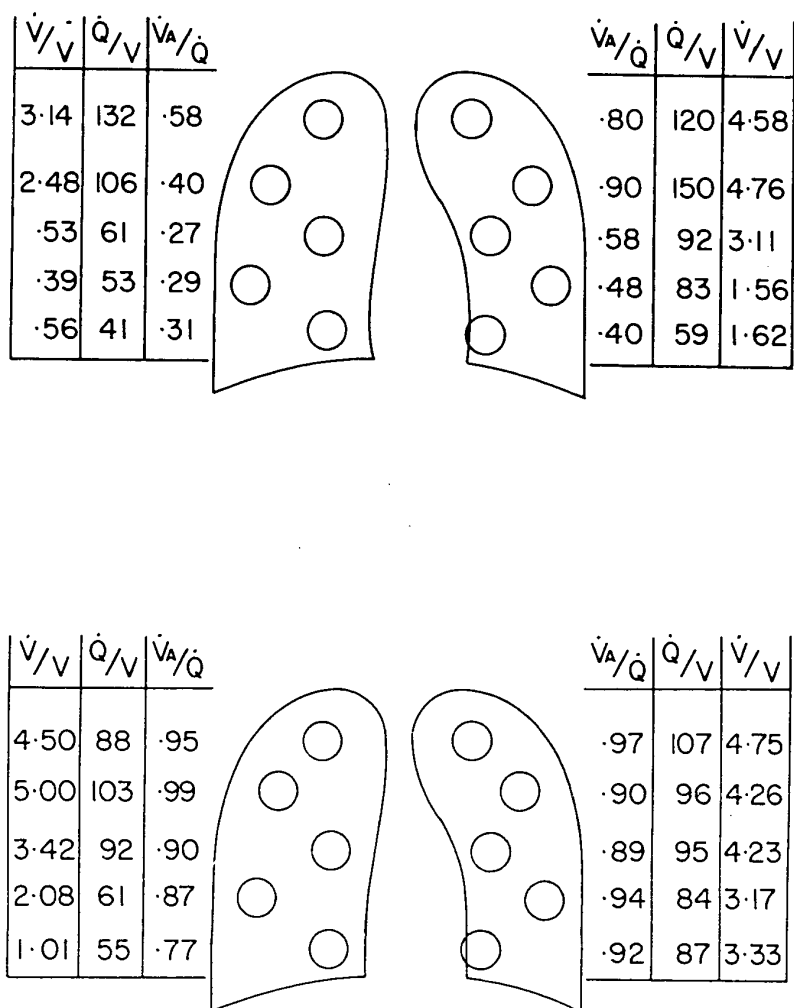 V̇/V Q̇/V V̇A/Q̇ V̇A/Q̇ Q̇/V V̇/V
3·14 132 ·58 ·80 120 4·58
2·48 106 ·40 ·90 150 4·76
·53 61 ·27 ·58 92 3·11
·39 53 ·29 ·48 83 1·56
·56 41 ·31 ·40 59 1·62
V̇/V Q̇/V V̇A/Q̇ V̇A/Q̇ Q̇/V V̇/V
4·50 88 ·95 ·97 107 4·75
5·00 103 ·99 ·90 96 4·26
3·42 92 ·90 ·89 95 4·23
2·08 61 ·87 ·94 84 3·17
1·01 55 ·77 ·92 87 3·33